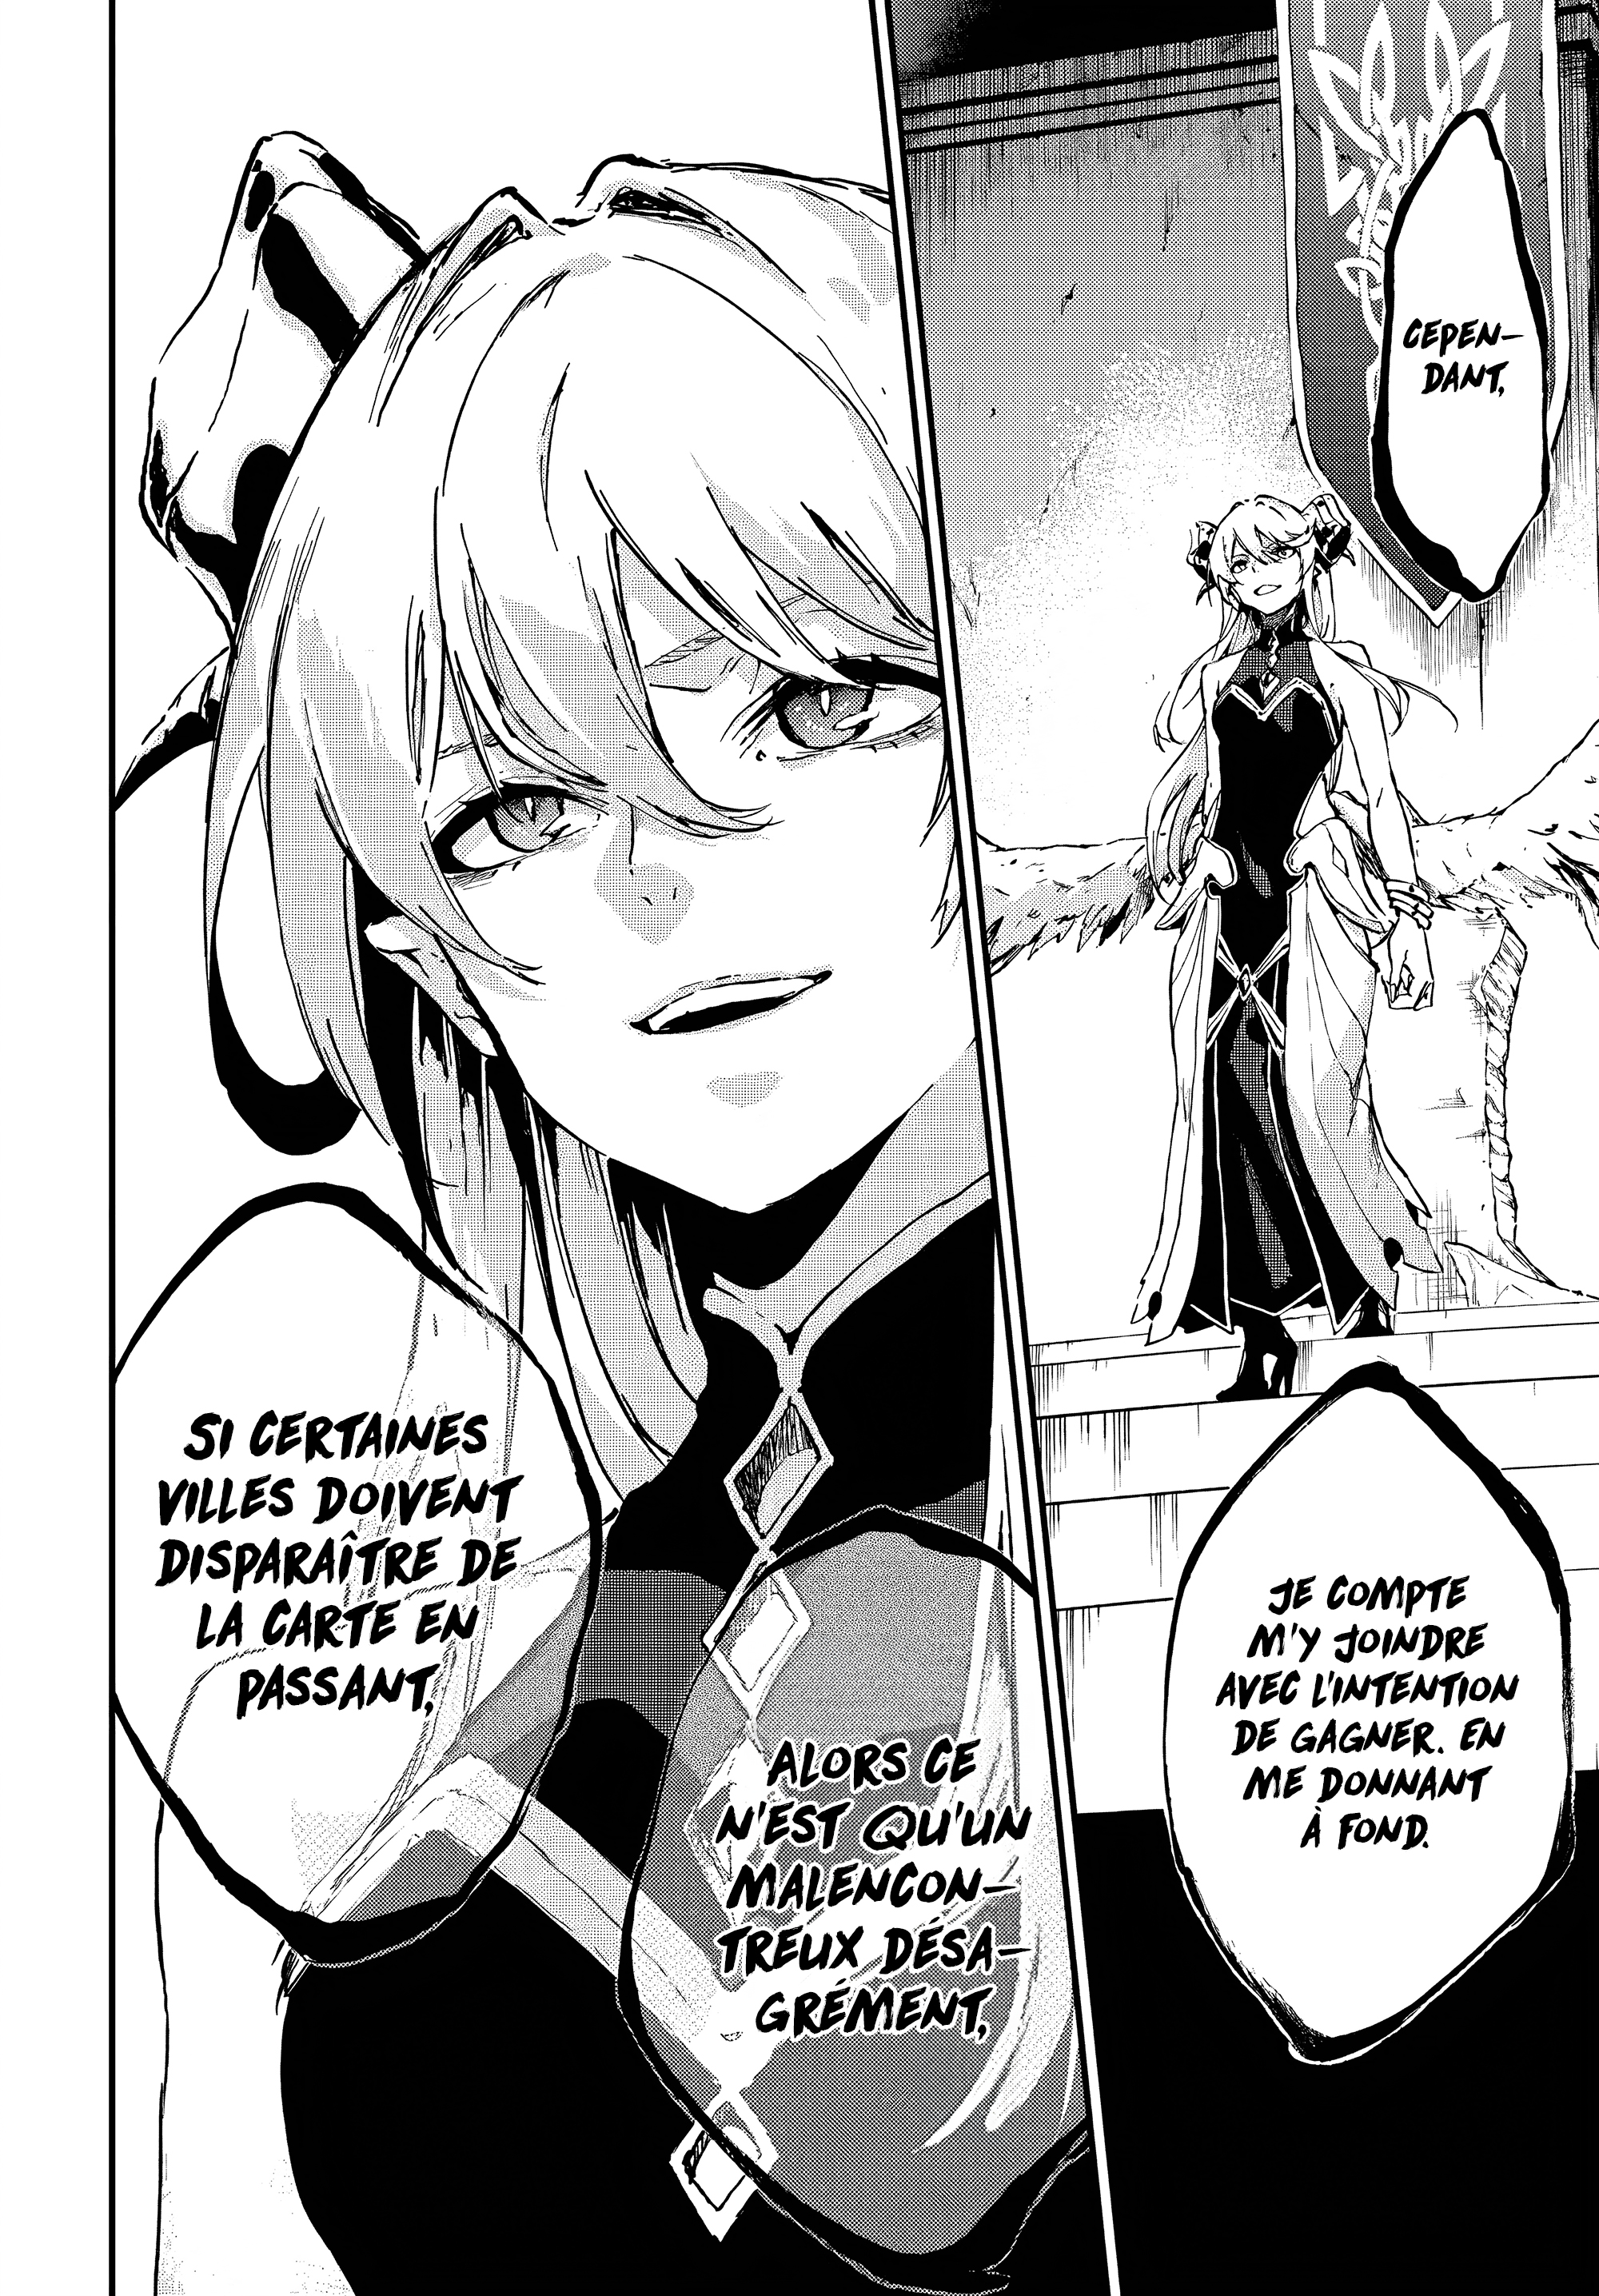 CEPEN-
DANT,
JE COMPTE
M'Y JOINDRE
AVEC L'INTENTION
DE GAGNER. EN
ME DONNANT
À FOND.
ALORS CE
N'EST QU'UN
MALENCON-
TREUX DÉSA-
GRÉMENT,
SI CERTAINES
VILLES DOIVENT
DISPARAÎTRE DE
LA CARTE EN
PASSANT,